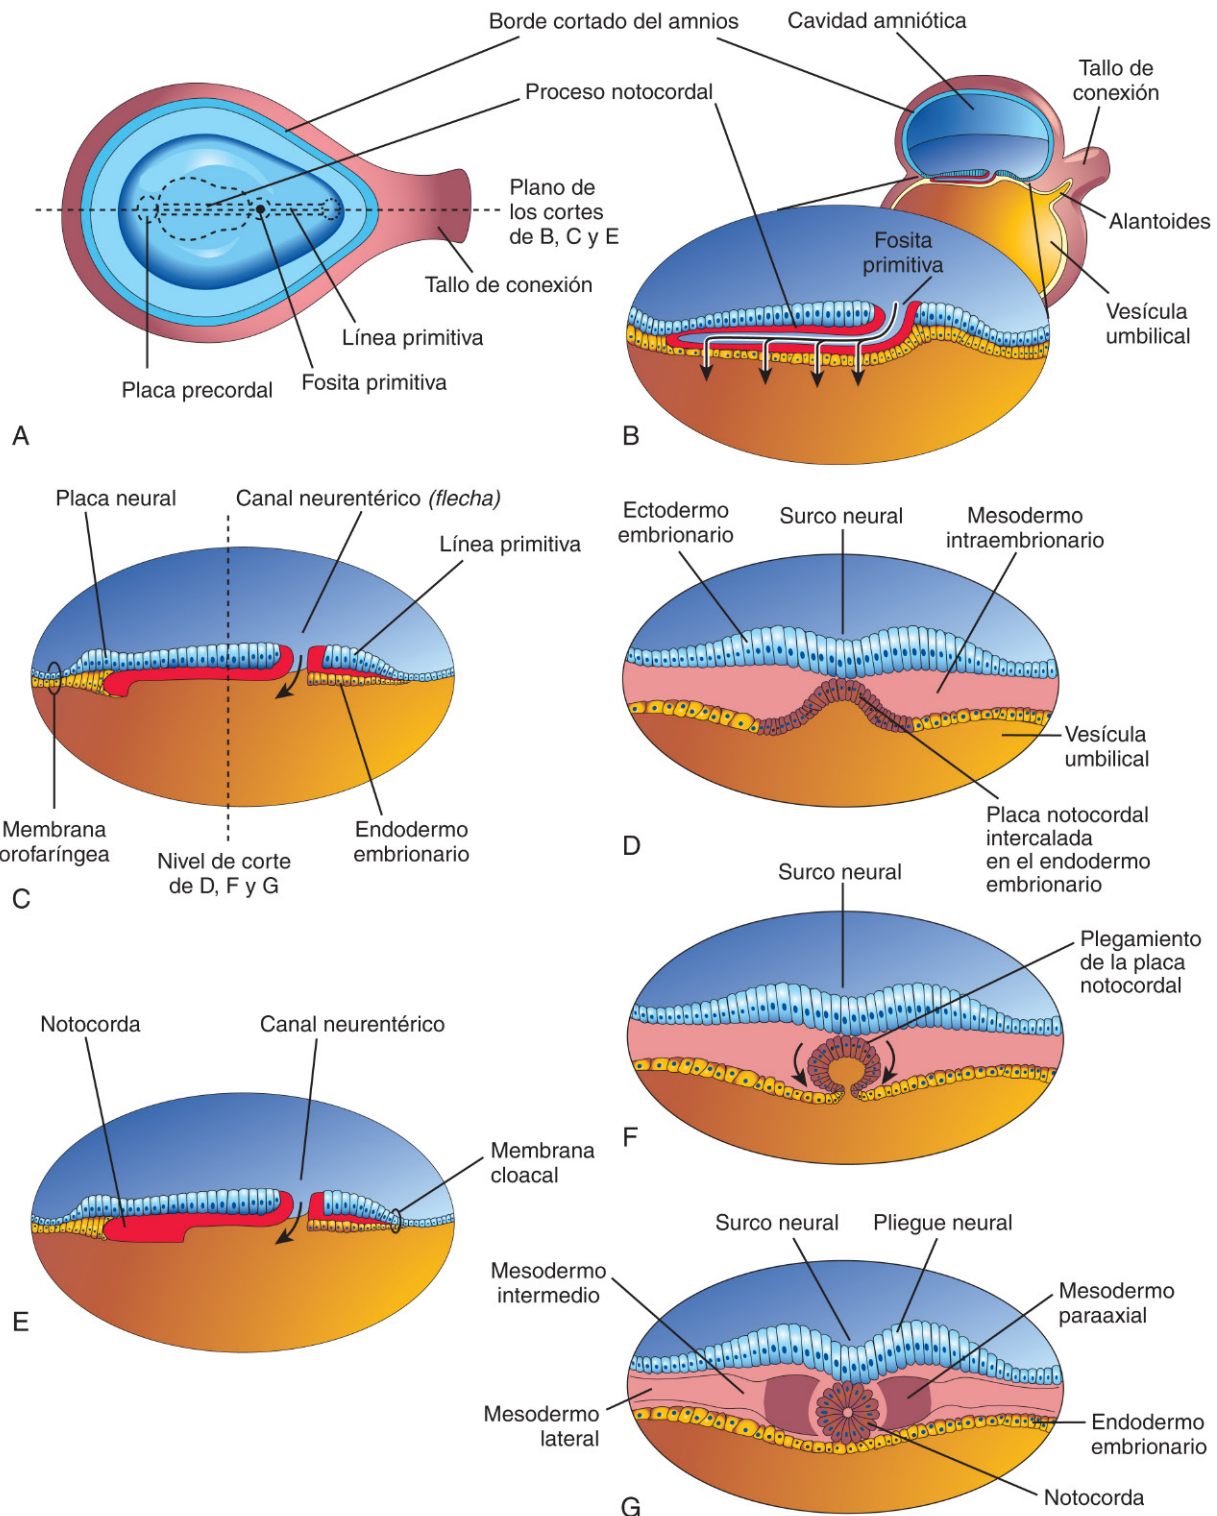 Borde cortado del amnios
Cavidad amniótica
Proceso notocordal
Tallo de
conexión
Plano de
los cortes
de B, C y E
Alantoides
Fosita
primitiva
Tallo de conexión
Línea primitiva
Vesícula
umbilical
Placa precordal
Fosita primitiva
A
B
Placa neural
Canal neurentérico (flecha)
Línea primitiva
Membrana
orofaríngea
Nivel de corte
de D, F y G
Endodermo
embrionario
C
Ectodermo
embrionario
Surco neural
Mesodermo
intraembrionario
Vesícula
umbilical
Placa notocordal
intercalada
en el endodermo
embrionario
D
Surco neural
Plegamiento
de la placa
notocordal
F
Notocorda
Canal neurentérico
Membrana
cloacal
E
Surco neural
Pliegue neural
Mesodermo
intermedio
Mesodermo
paraaxial
Mesodermo
lateral
Endodermo
embrionario
Notocorda
G